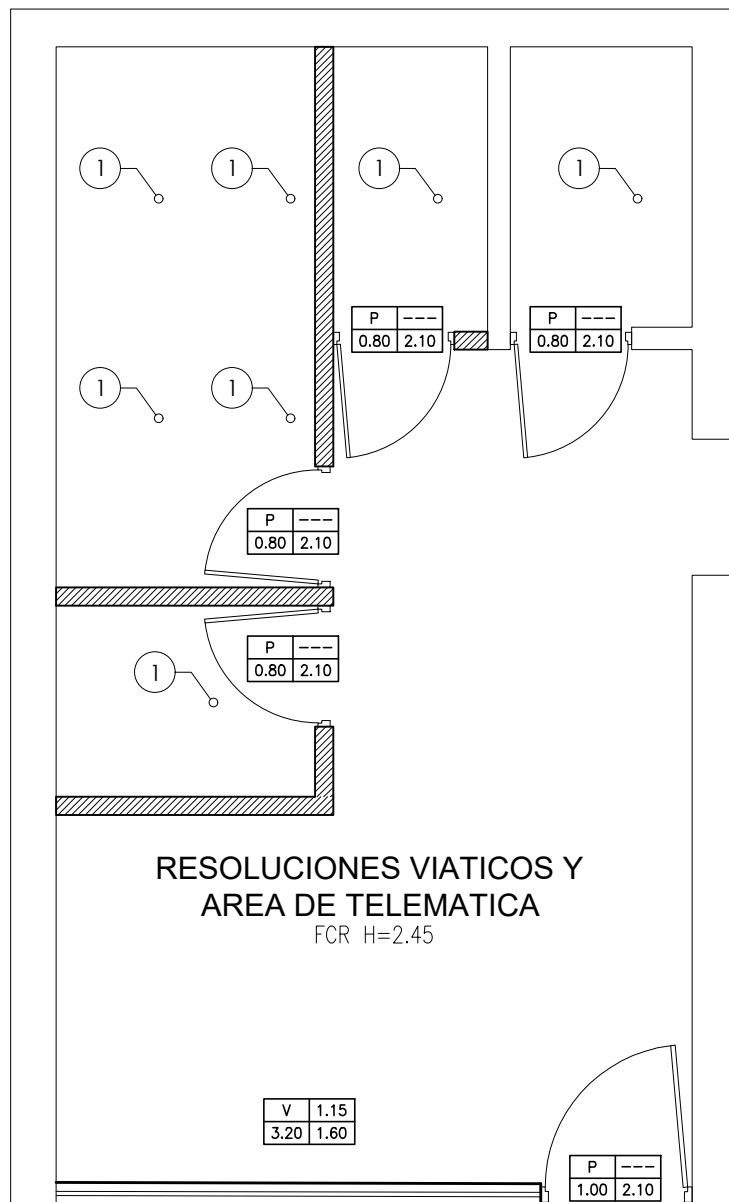 1 1 1 1
P --- P ---
0.80 2.10 0.80 2.10
1 1
P ---
0.80 2.10
P ---
0.80 2.10
1
RESOLUCIONES VIATICOS Y
AREA DE TELEMATICA
FCR H=2.45
V 1.15
3.20 1.60
P ---
1.00 2.10